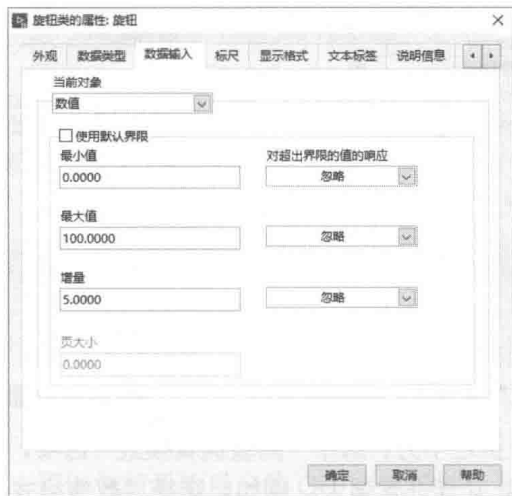 旋钮类的属性: 旋钮
外观 数据类型 数据输入 标尺 显示格式 文本标签 说明信息
当前对象
数值
使用默认界限
最小值 对超出界限的值的响应
0.0000 忽略
最大值
100.0000 忽略
增量
5.0000 忽略
页大小
0.0000
确定 取消 帮助